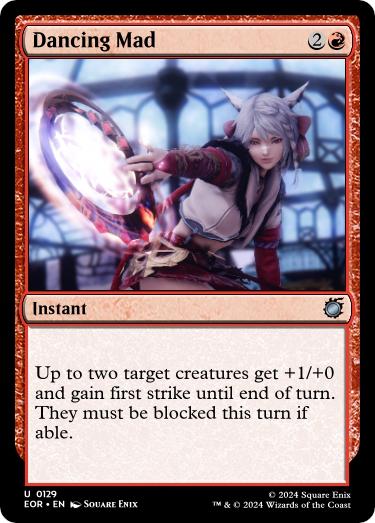 Dancing Mad 2
Instant
Up to two target creatures get +1/+0
and gain first strike until end of turn.
They must be blocked this turn if
able.
U 0129
EOR • EN Square Enix
© 2024 Square Enix
™ & © 2024 Wizards of the Coast